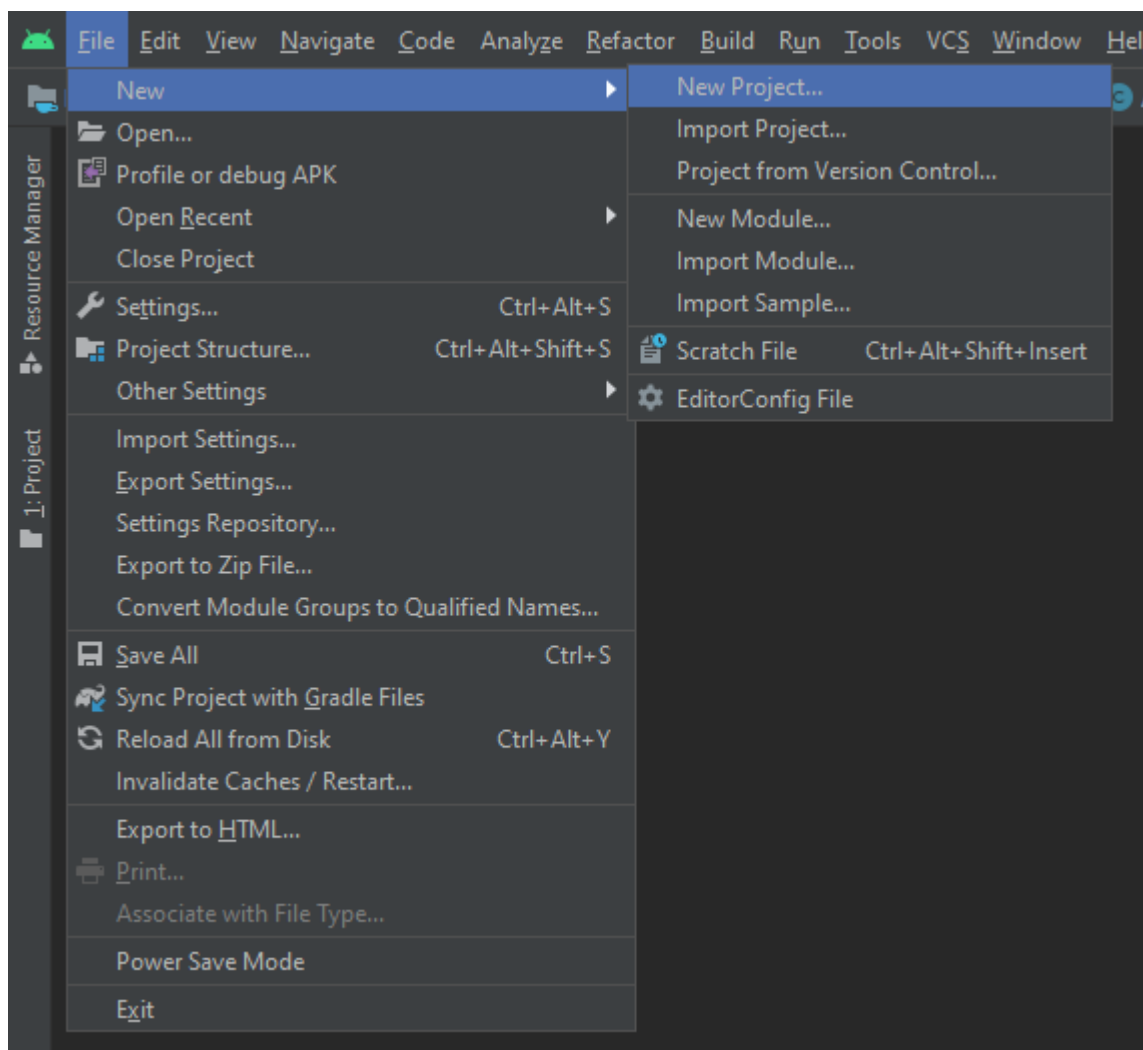 File Edit View Navigate Code Analyze Refactor Build Run Tools VCS Window Hel
New
Open...
Profile or debug APK
Open Recent
Close Project
Settings... Ctrl+Alt+S
Project Structure... Ctrl+Alt+Shift+S
Other Settings
Import Settings...
Export Settings...
Settings Repository...
Export to Zip File...
Convert Module Groups to Qualified Names...
Save All Ctrl+S
Sync Project with Gradle Files
Reload All from Disk Ctrl+Alt+Y
Invalidate Caches / Restart...
Export to HTML...
Print...
Associate with File Type...
Power Save Mode
Exit
New Project...
Import Project...
Project from Version Control...
New Module...
Import Module...
Import Sample...
Scratch File Ctrl+Alt+Shift+Insert
EditorConfig File
Resource Manager
1: Project
C